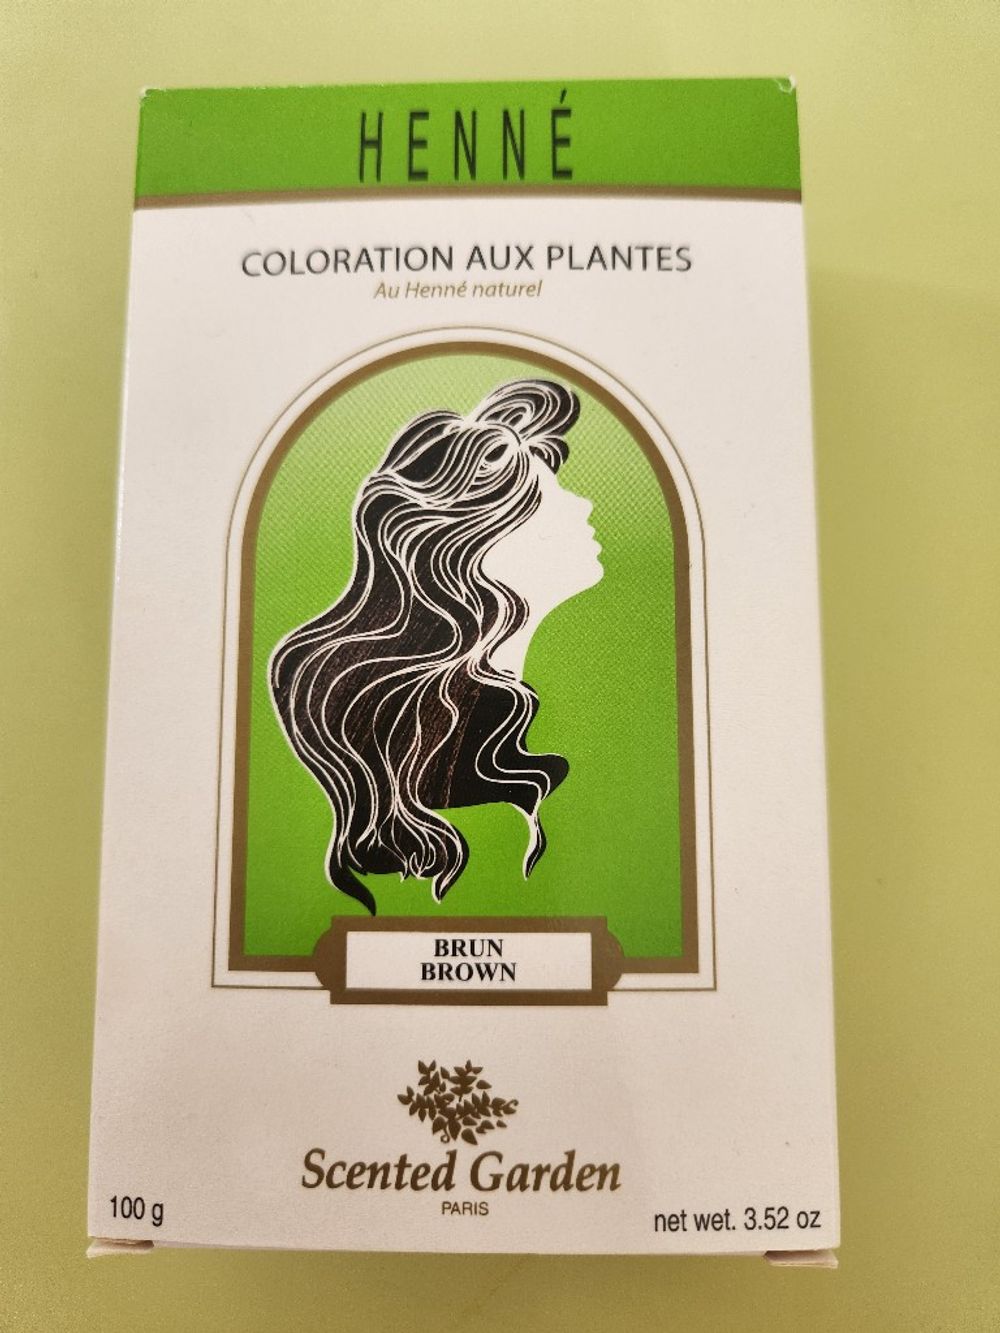 HENNÉ
COLORATION AUX PLANTES
Au Henné naturel
BRUN
BROWN
Scented Garden
PARIS
100 g
net wet. 3.52 oz